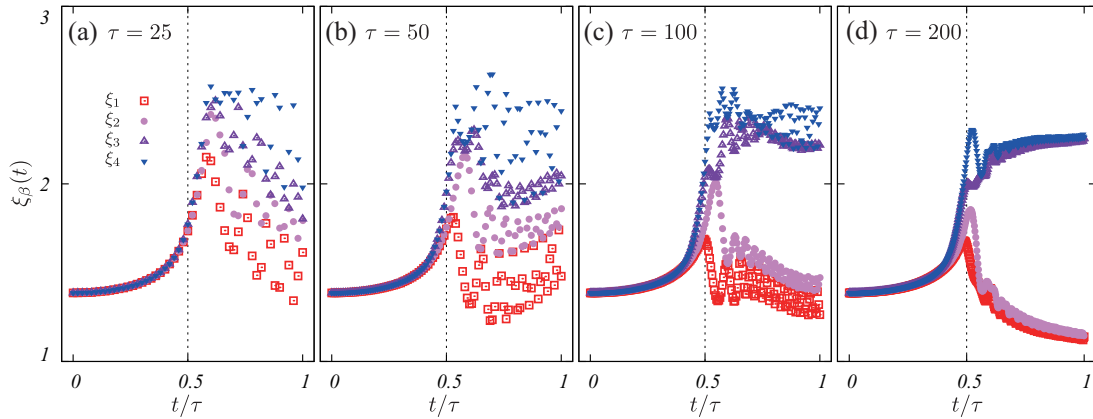 3
(a) τ = 25
(b) τ = 50
(c) τ = 100
(d) τ = 200
ξ1
ξ2
ξ3
ξ4
ξβ(t)
2
1
0 0.5 1
0 0.5 1
0 0.5 1
0 0.5 1
t/τ
t/τ
t/τ
t/τ